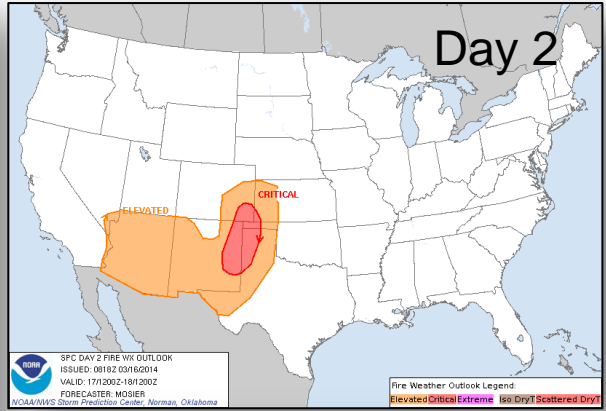 Day 2
CRITICAL
ELEVATED
NOAA
SPC DAY 2 FIRE WX OUTLOOK
ISSUED: 0818Z 03/16/2014
VALID: 17/1200Z-18/1200Z
FORECASTER: MOSIER
NOAA/NWS Storm Prediction Center, Norman, Oklahoma
Fire Weather Outlook Legend:
Elevated Critical Extreme Iso DryT Scattered DryT